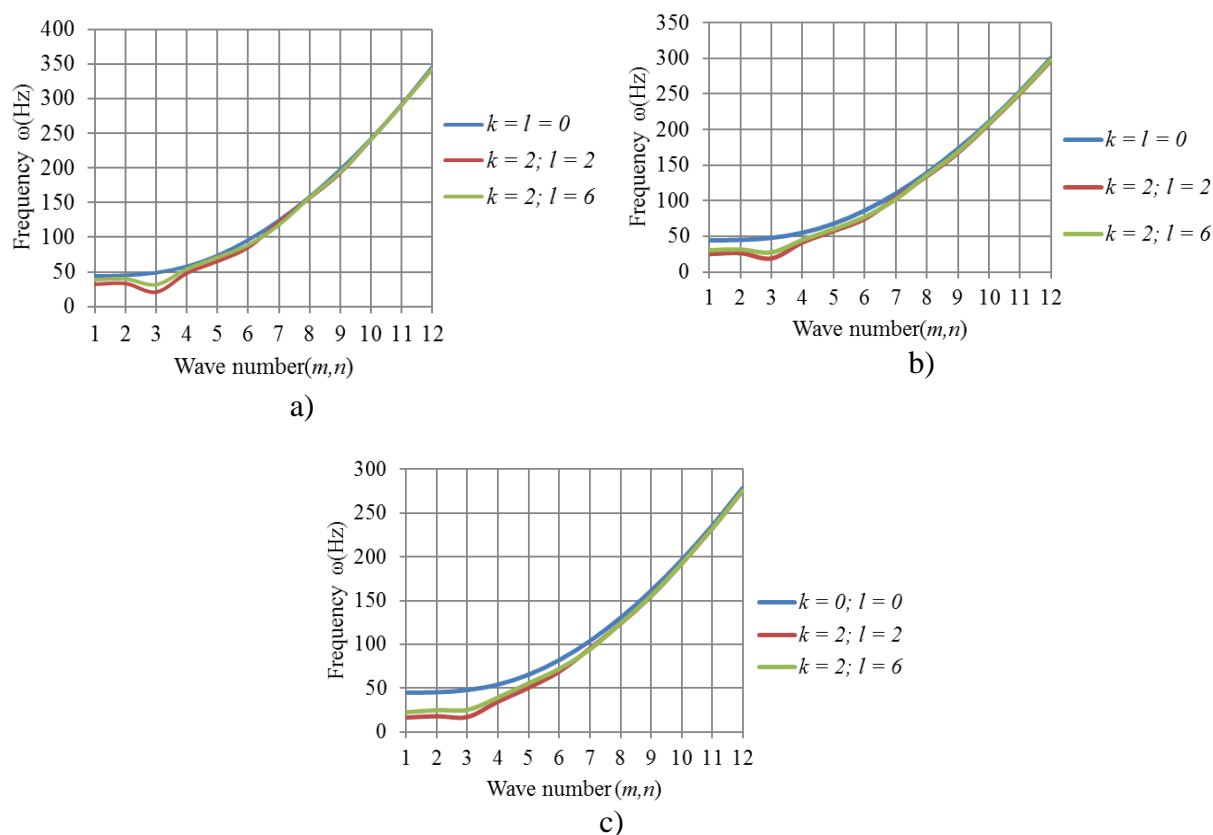 400
350
300
250
200
150
100
50
0
Frequency ω(Hz)
1 2 3 4 5 6 7 8 9 10 11 12
Wave number(m,n)
k = l = 0
k = 2; l = 2
k = 2; l = 6
a)
350
300
250
200
150
100
50
0
Frequency ω(Hz)
1 2 3 4 5 6 7 8 9 10 11 12
Wave number(m,n)
k = l = 0
k = 2; l = 2
k = 2; l = 6
b)
300
250
200
150
100
50
0
Frequency ω(Hz)
1 2 3 4 5 6 7 8 9 10 11 12
Wave number (m,n)
k = 0; l = 0
k = 2; l = 2
k = 2; l = 6
c)